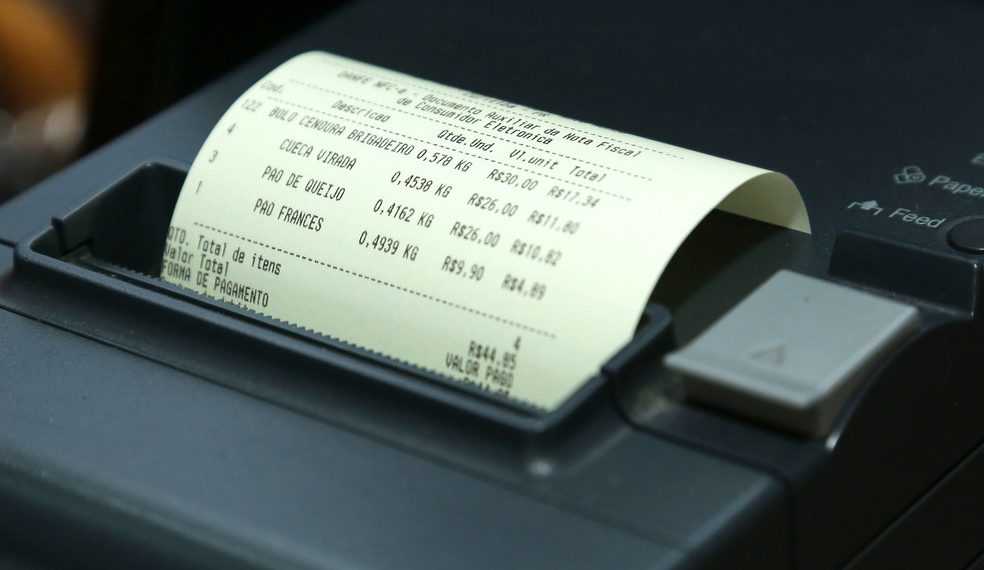 DANFE NFC-e - Documento Auxiliar da Nota Fiscal
de Consumidor Eletronica
Cod. Descricao Qtde.Und. Vl.unit Total
122 BOLO CENOURA BRIGADEIRO 0,578 KG R$30,00 R$17,34
4 CUECA VIRADA 0,4538 KG R$26,00 R$11,80
3 PAO DE QUEIJO 0,4162 KG R$26,00 R$10,82
1 PAO FRANCES 0,4939 KG R$9,90 R$4,89
QTD. Total de itens 4
Valor Total R$44,85
FORMA DE PAGAMENTO VALOR PAGO
Paper
Feed